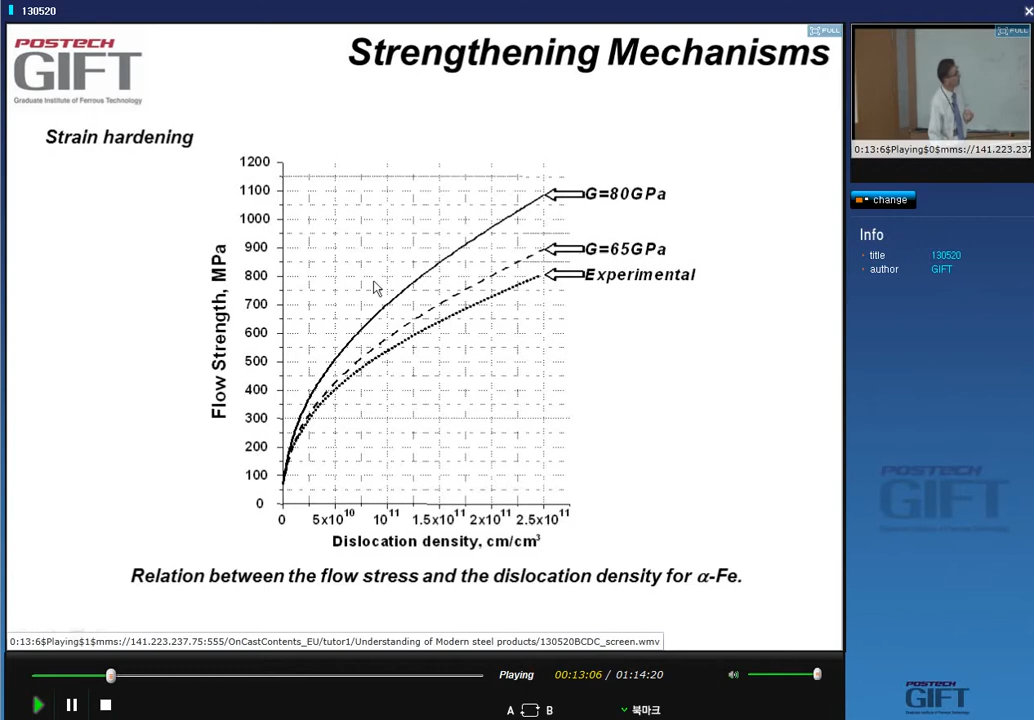 130520
POSTECH
GIFT
Graduate Institute of Ferrous Technology
Strengthening Mechanisms
FULL
FULL
Strain hardening
1200
1100
1000
900
800
700
600
500
400
300
200
100
0
Flow Strength, MPa
G=80GPa
G=65GPa
Experimental
0 5x10¹⁰ 10¹¹ 1.5x10¹¹ 2x10¹¹ 2.5x10¹¹
Dislocation density, cm/cm³
Relation between the flow stress and the dislocation density for α-Fe.
0:13:6$Playing$0$mms://141.223.237
change
Info
title 130520
author GIFT
POSTECH
GIFT
0:13:6$Playing$1$mms://141.223.237.75:555/OnCastContents_EU/tutor1/Understanding of Modern steel products/130520BCDC_screen.wmv
Playing 00:13:06 / 01:14:20
A B 북마크
POSTECH
GIFT